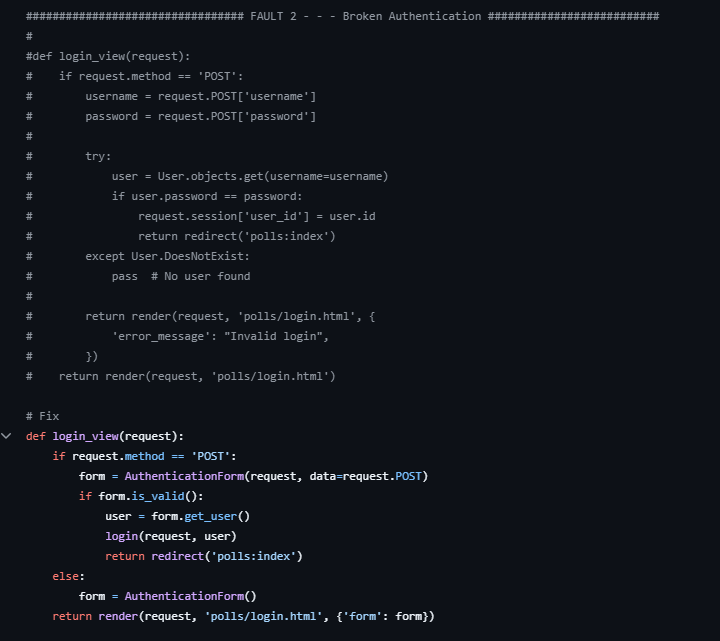 ################################# FAULT 2 - - - Broken Authentication ##########################
#
#def login_view(request):
#    if request.method == 'POST':
#        username = request.POST['username']
#        password = request.POST['password']
#
#        try:
#            user = User.objects.get(username=username)
#            if user.password == password:
#                request.session['user_id'] = user.id
#                return redirect('polls:index')
#        except User.DoesNotExist:
#            pass  # No user found
#
#        return render(request, 'polls/login.html', {
#            'error_message': "Invalid login",
#        })
#    return render(request, 'polls/login.html')

# Fix
def login_view(request):
    if request.method == 'POST':
        form = AuthenticationForm(request, data=request.POST)
        if form.is_valid():
            user = form.get_user()
            login(request, user)
            return redirect('polls:index')
    else:
        form = AuthenticationForm()
    return render(request, 'polls/login.html', {'form': form})